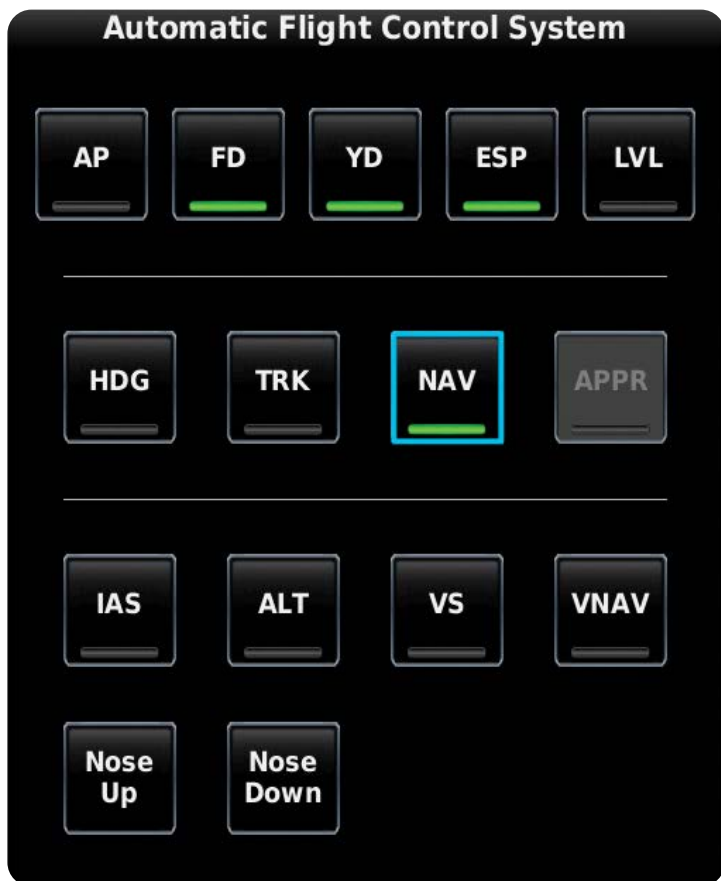 Automatic Flight Control System
AP FD YD ESP LVL
HDG TRK NAV APPR
IAS ALT VS VNAV
Nose Up
Nose Down